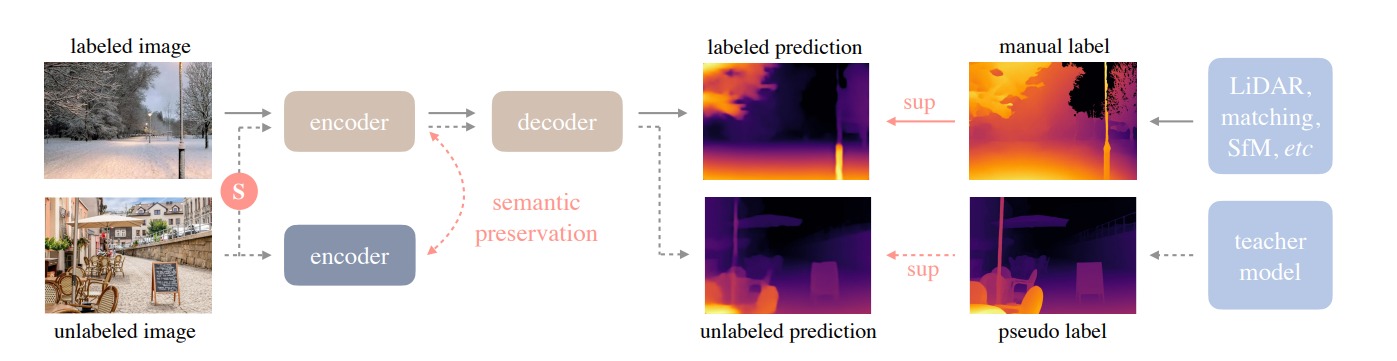 labeled image
labeled prediction
manual label
encoder
decoder
sup
LiDAR,
matching,
SfM, etc
S
semantic
preservation
encoder
sup
teacher
model
unlabeled image
unlabeled prediction
pseudo label